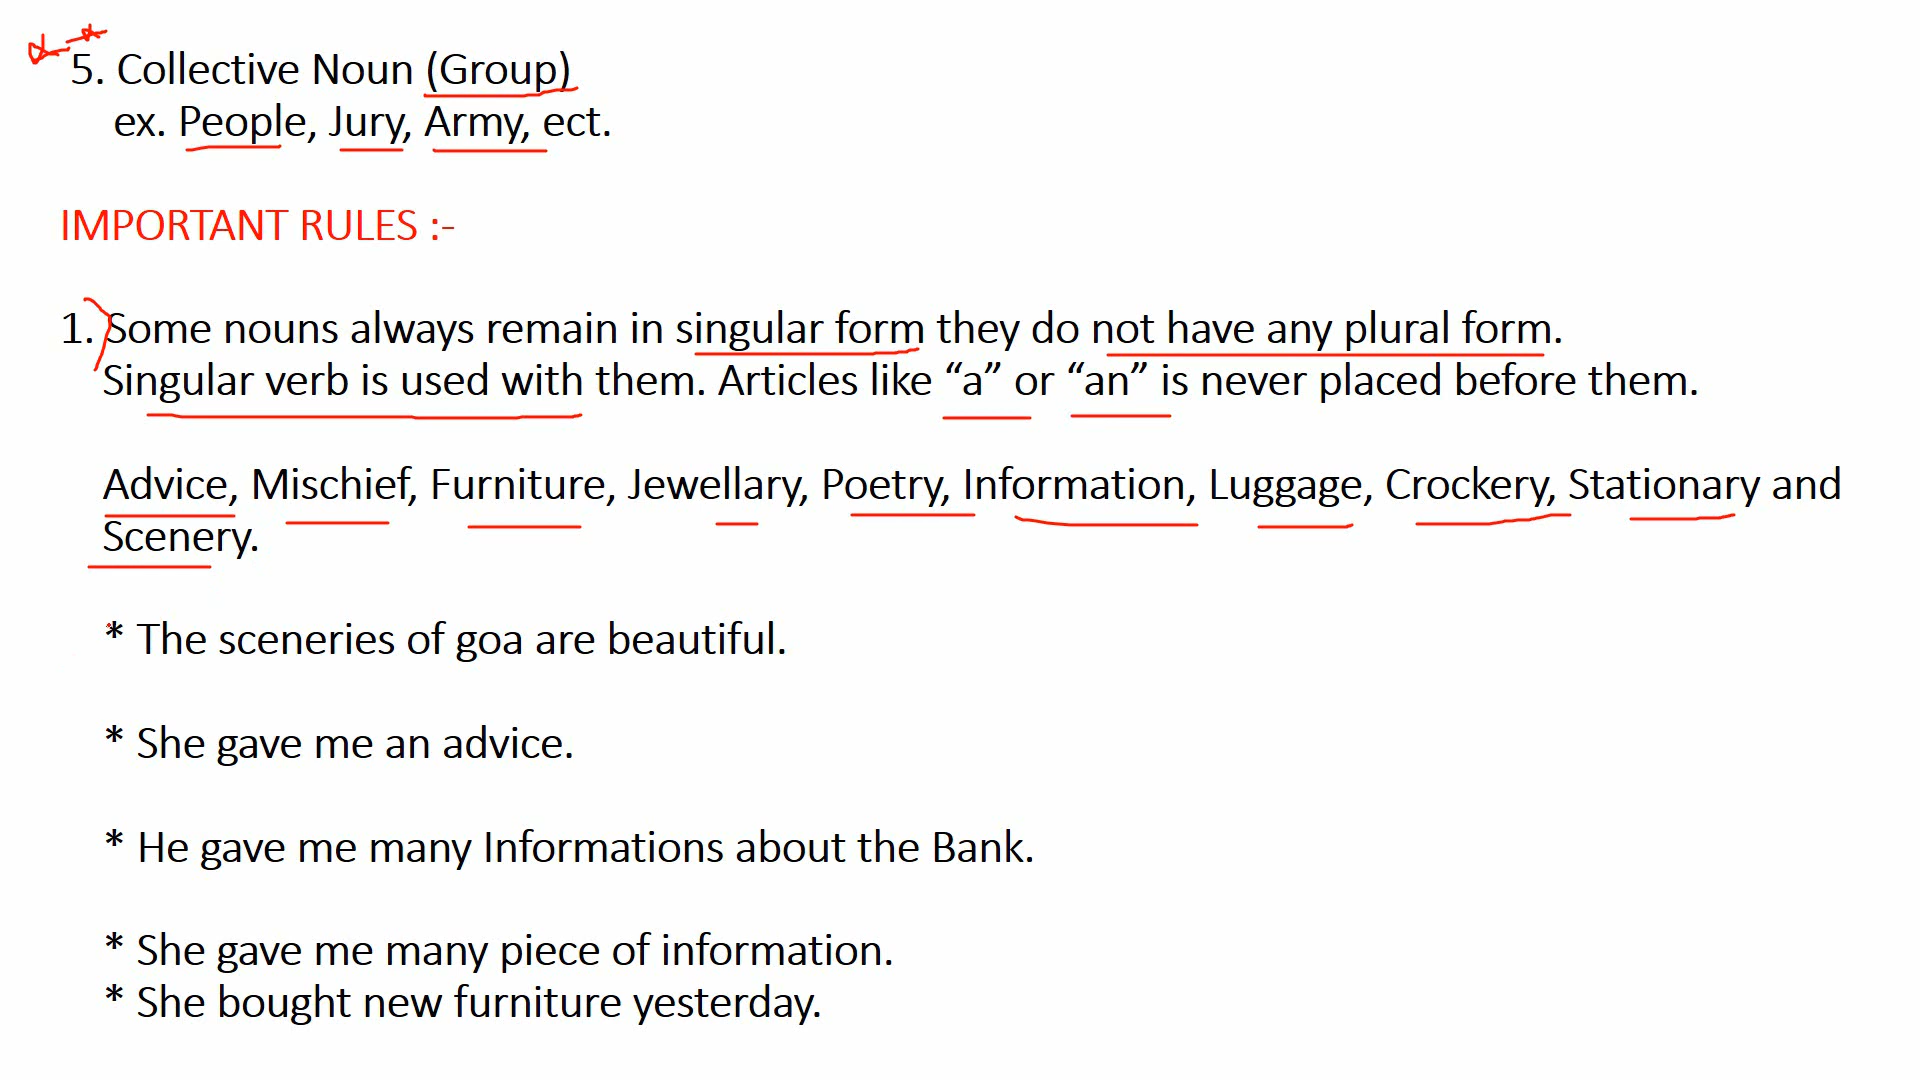 5. Collective Noun (Group)
ex. People, Jury, Army, ect.
IMPORTANT RULES :-
1. Some nouns always remain in singular form they do not have any plural form.
Singular verb is used with them. Articles like “a” or “an” is never placed before them.
Advice, Mischief, Furniture, Jewellary, Poetry, Information, Luggage, Crockery, Stationary and
Scenery.
* The sceneries of goa are beautiful.
* She gave me an advice.
* He gave me many Informations about the Bank.
* She gave me many piece of information.
* She bought new furniture yesterday.